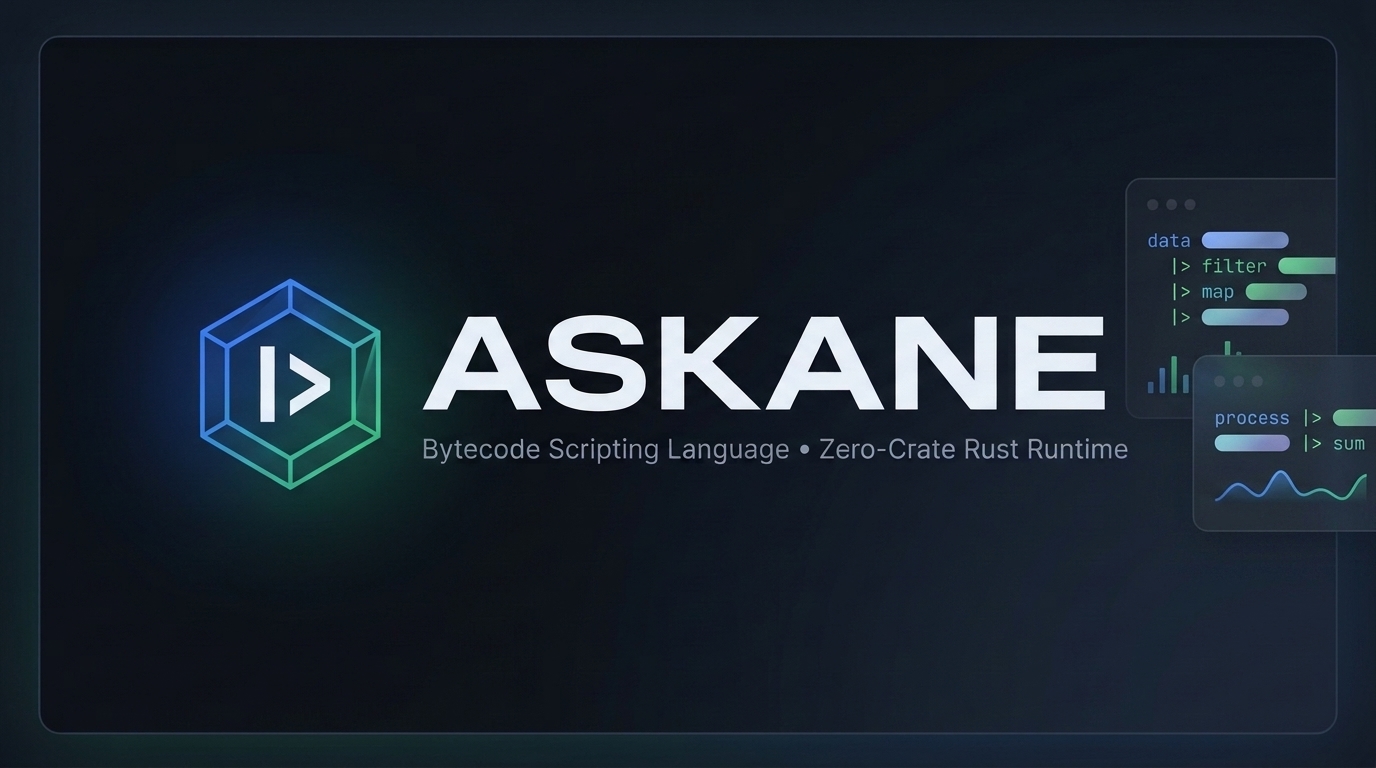 |>
ASKANE
Bytecode Scripting Language • Zero-Crate Rust Runtime
data
|> filter
|> map
|>
process |>
|> sum